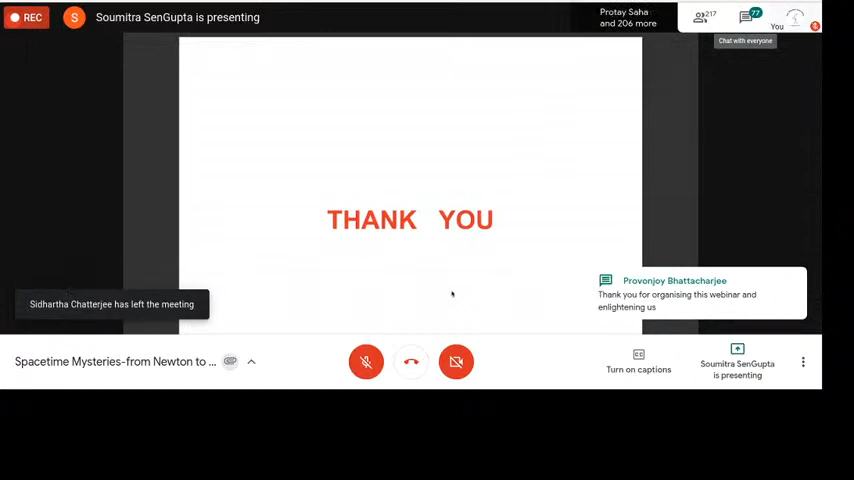 REC
S
Soumitra SenGupta is presenting
Protay Saha
and 206 more
217
77
You
Chat with everyone
THANK YOU
Provonjoy Bhattacharjee
Thank you for organising this webinar and
enlightening us
Sidhartha Chatterjee has left the meeting
Spacetime Mysteries-from Newton to ...
CC
Turn on captions
Soumitra SenGupta
is presenting